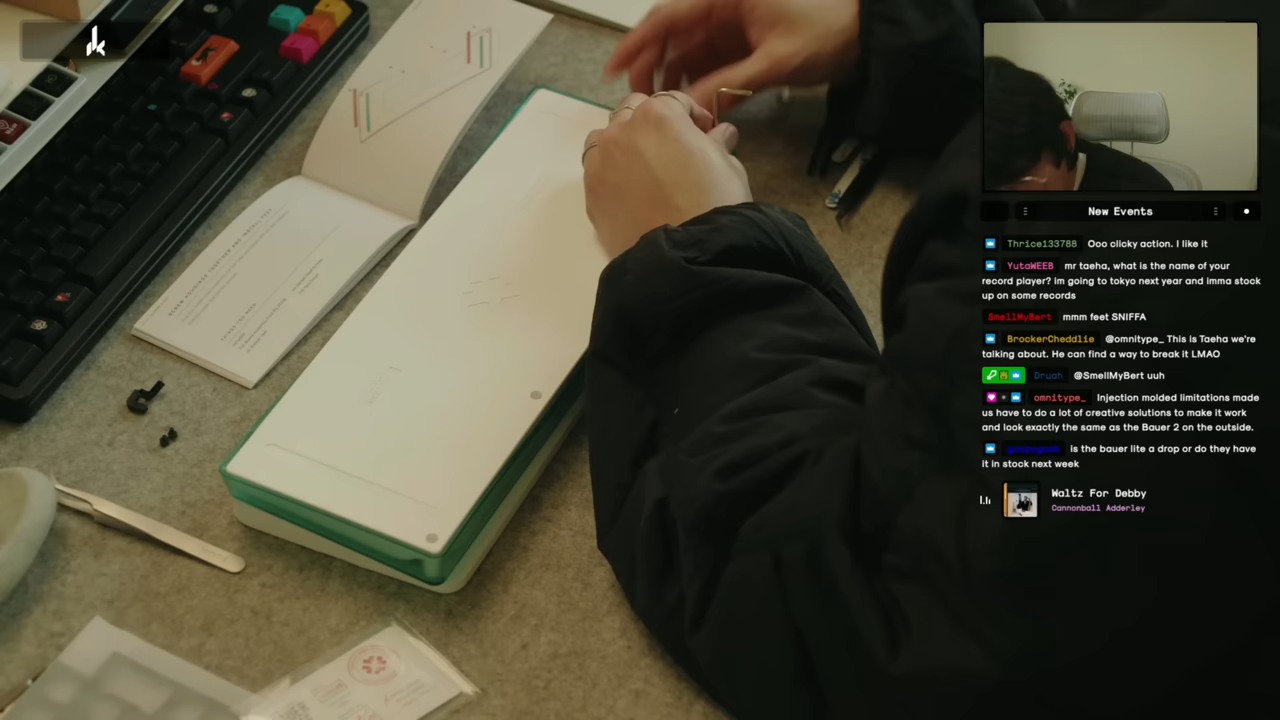 New Events
Thrice133788 Ooo clicky action. I like it
YutaWEEB mr taeha, what is the name of your
record player? im going to tokyo next year and imma stock
up on some records
SmellMyBert mmm feet SNIFFA
BrockerCheddlie @omnitype_ This is Taeha we're
talking about. He can find a way to break it LMAO
Druah @SmellMyBert uuh
omnitype_ Injection molded limitations made
us have to do a lot of creative solutions to make it work
and look exactly the same as the Bauer 2 on the outside.
is the bauer lite a drop or do they have
it in stock next week
Waltz For Debby
Cannonball Adderley